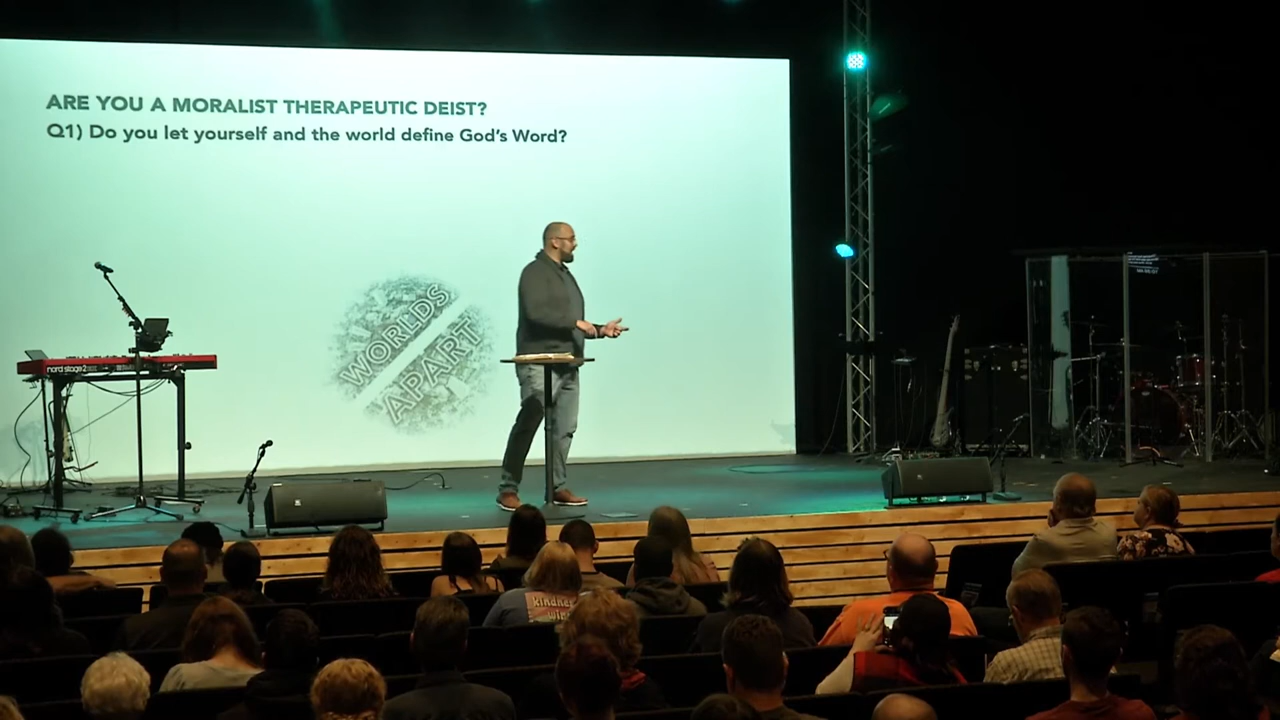 ARE YOU A MORALIST THERAPEUTIC DEIST?
Q1) Do you let yourself and the world define God's Word?
WORLDS
APART
nord stage 2
kindness